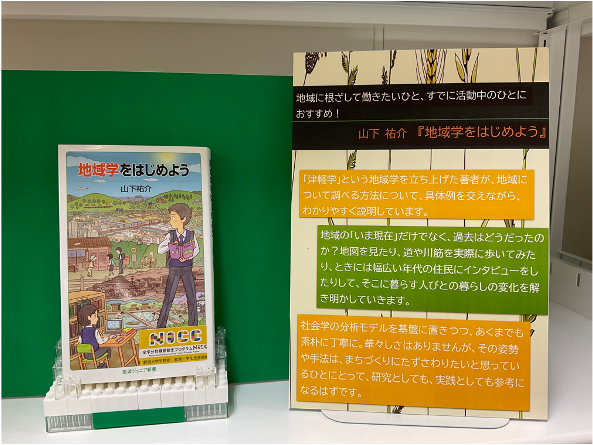 地域学をはじめよう
山下祐介
NICC
岩波ジュニア新書
地域に根ざして働きたいひと、すでに活動中のひとに
おすすめ！
山下 祐介 『地域学をはじめよう』
「津軽学」という地域学を立ち上げた著者が、地域に
ついて調べる方法について、具体例を交えながら、
わかりやすく説明しています。
地域の「いま現在」だけでなく、過去はどうだったの
か？地図を見たり、道や川筋を実際に歩いてみた
り、ときには幅広い年代の住民にインタビューをし
たりして、そこに暮らす人びとの暮らしの変化を解
き明かしていきます。
社会学の分析モデルを基盤に置きつつ、あくまでも
素朴に丁寧に。華々しさはありませんが、その姿勢
や手法は、まちづくりにたずさわりたいと思ってい
るひとにとって、研究としても、実践としても参考に
なるはずです。